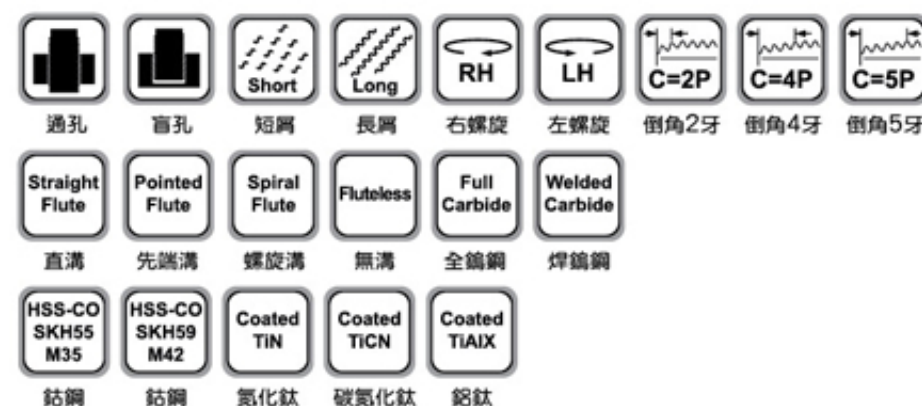 Short
Long
RH
LH
C=2P
C=4P
C=5P
通孔
盲孔
短屑
長屑
右螺旋
左螺旋
倒角2牙
倒角4牙
倒角5牙
Straight
Flute
Pointed
Flute
Spiral
Flute
Fluteless
Full
Carbide
Welded
Carbide
直溝
先端溝
螺旋溝
無溝
全鎢鋼
焊鎢鋼
HSS-CO
SKH55
M35
HSS-CO
SKH59
M42
Coated
TiN
Coated
TiCN
Coated
TiAlX
鈷鋼
鈷鋼
氮化鈦
碳氮化鈦
鋁鈦